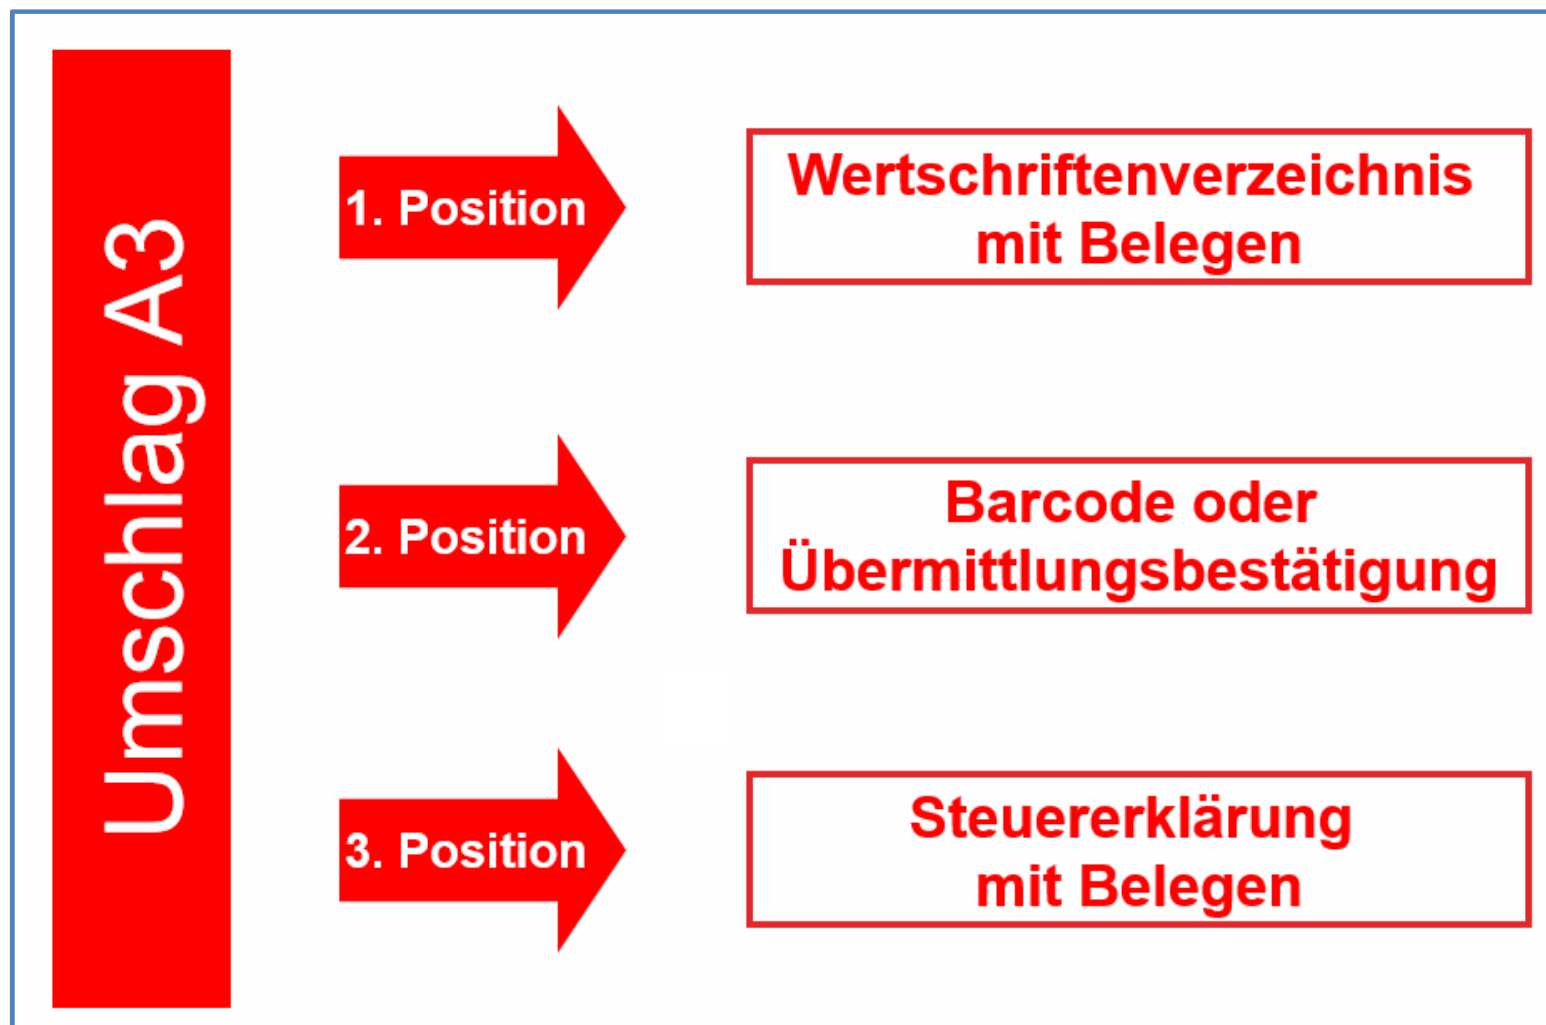 Umschlag A3
1. Position
Wertschriftenverzeichnis
mit Belegen
2. Position
Barcode oder
Übermittlungsbestätigung
3. Position
Steuererklärung
mit Belegen